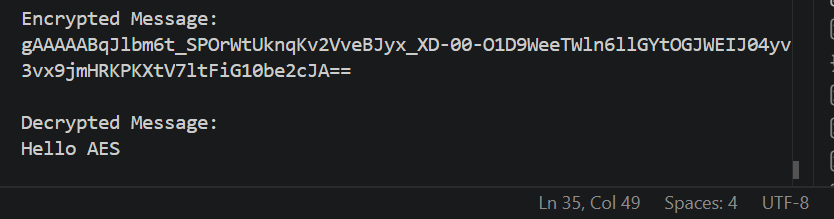 Encrypted Message:
gAAAAABqJlbm6t_SPOrWtUknqKv2VveBJyx_XD-00-O1D9WeeTWln6llGYtOGJWEIJ04yv
3vx9jmHRKPKXtV7ltFiG10be2cJA==
Decrypted Message:
Hello AES
Ln 35, Col 49 Spaces: 4 UTF-8